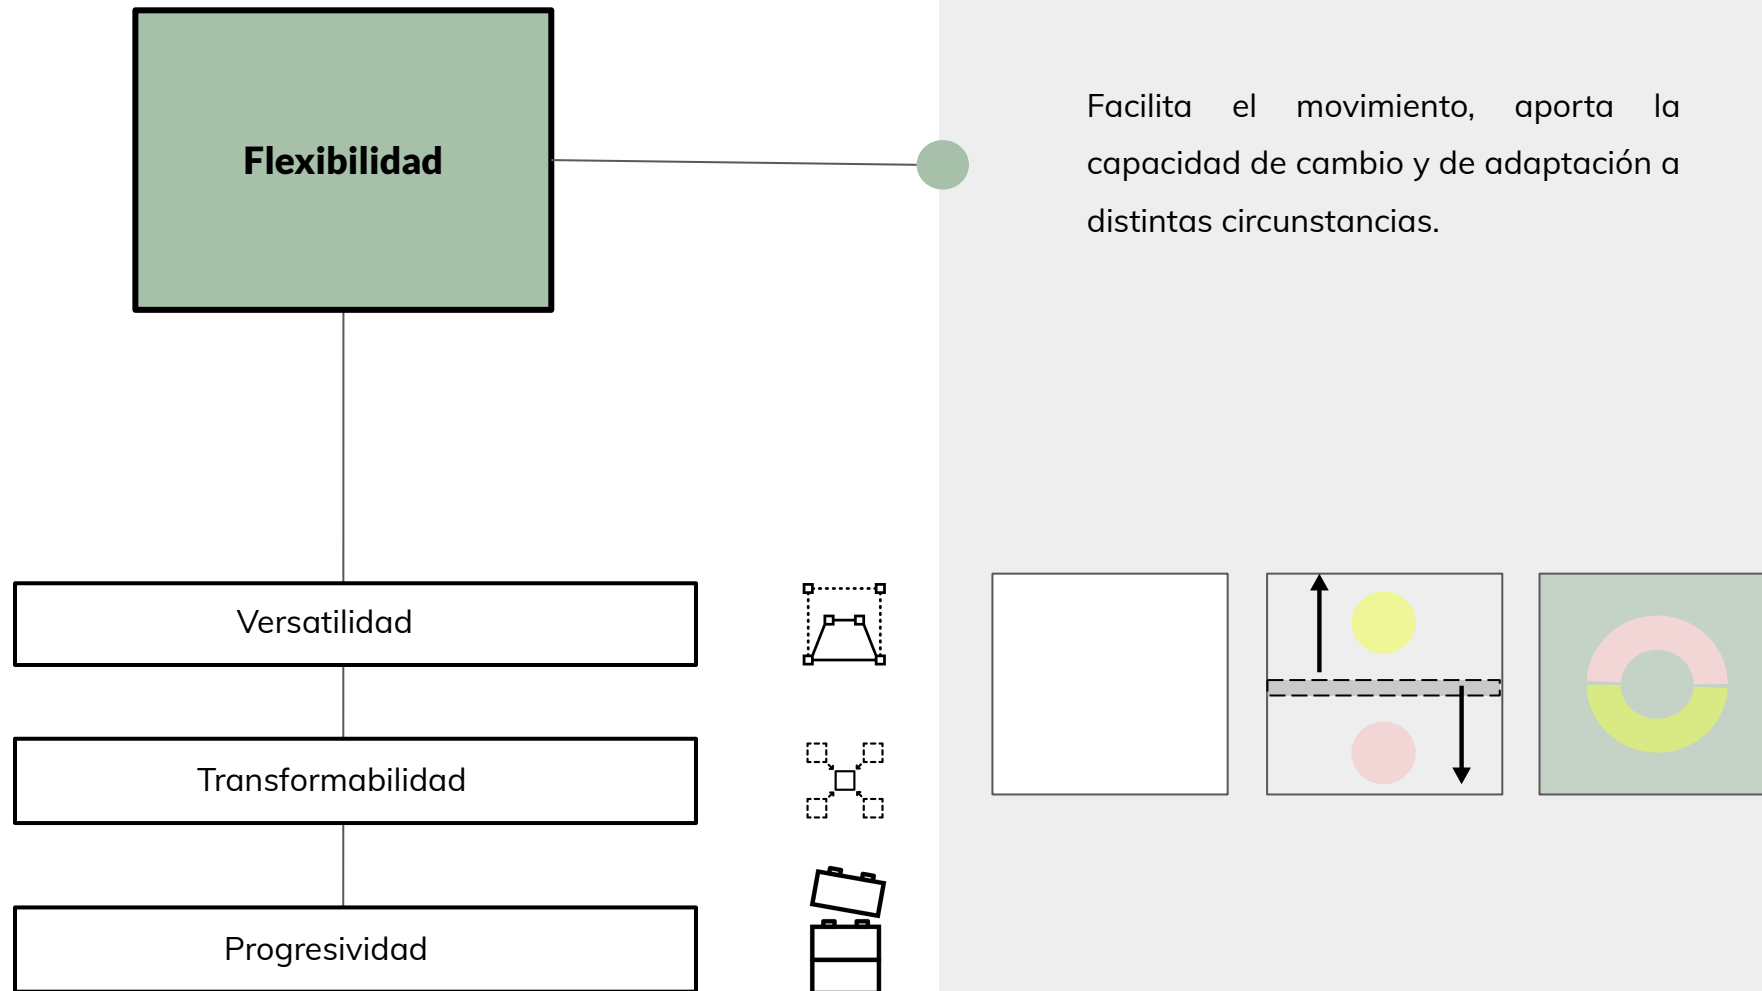 Flexibilidad
Facilita el movimiento, aporta la
capacidad de cambio y de adaptación a
distintas circunstancias.
Versatilidad
Transformabilidad
Progresividad